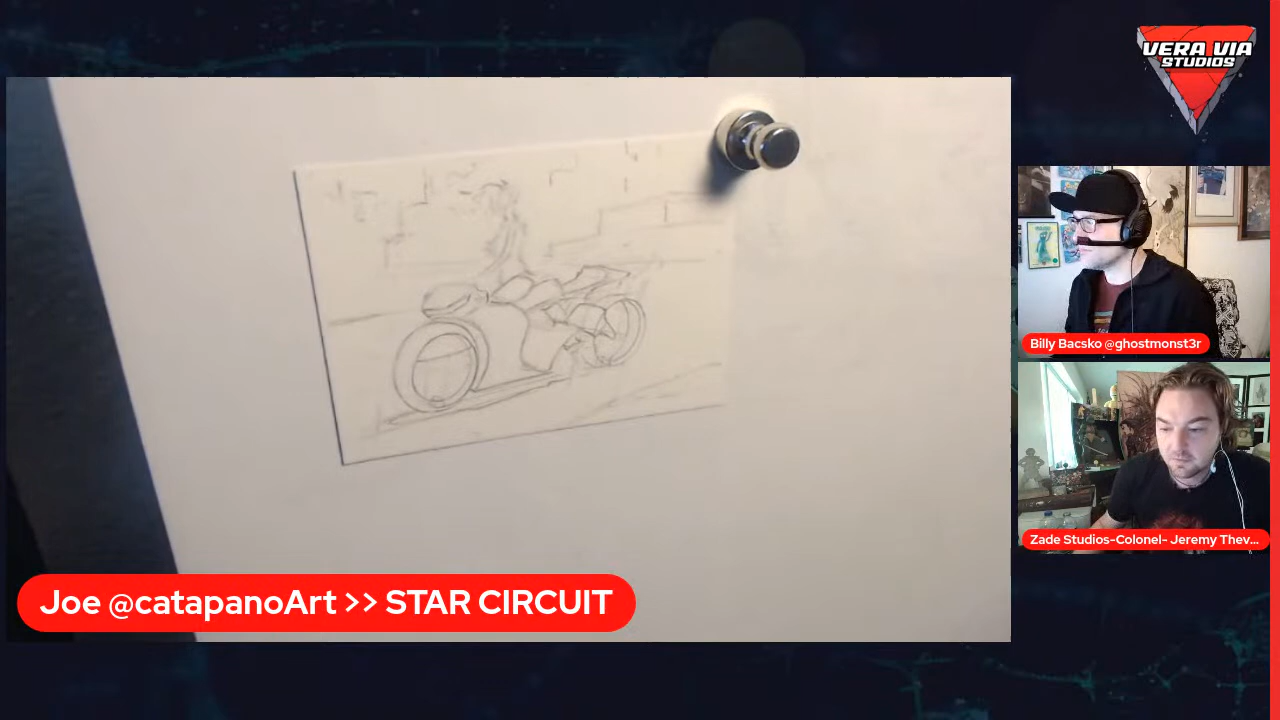 VERA VIA
STUDIOS
Billy Bacsko @ghostmonst3r
Zade Studios-Colonel- Jeremy Thev...
Joe @catapanoArt >> STAR CIRCUIT